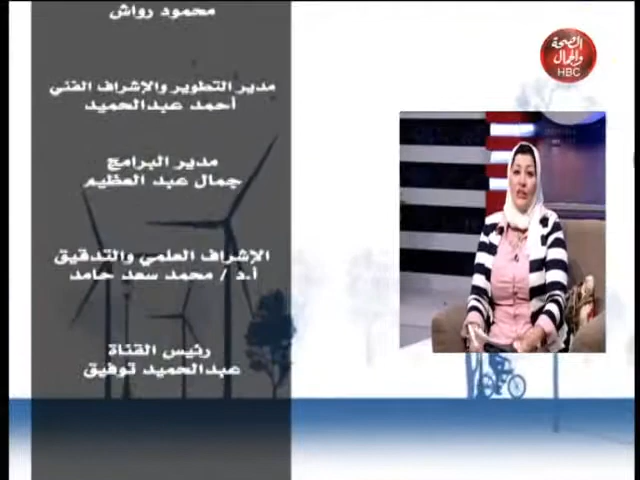 محمود رواش
مدير التطوير والإشراف الفني
أحمد عبدالحميد
مدير البرامج
جمال عبد العظيم
الإشراف العلمي والتدقيق
أ.د / محمد سعد حامد
رئيس القناة
عبدالحميد توفيق
الصحة
والجمال
HBC